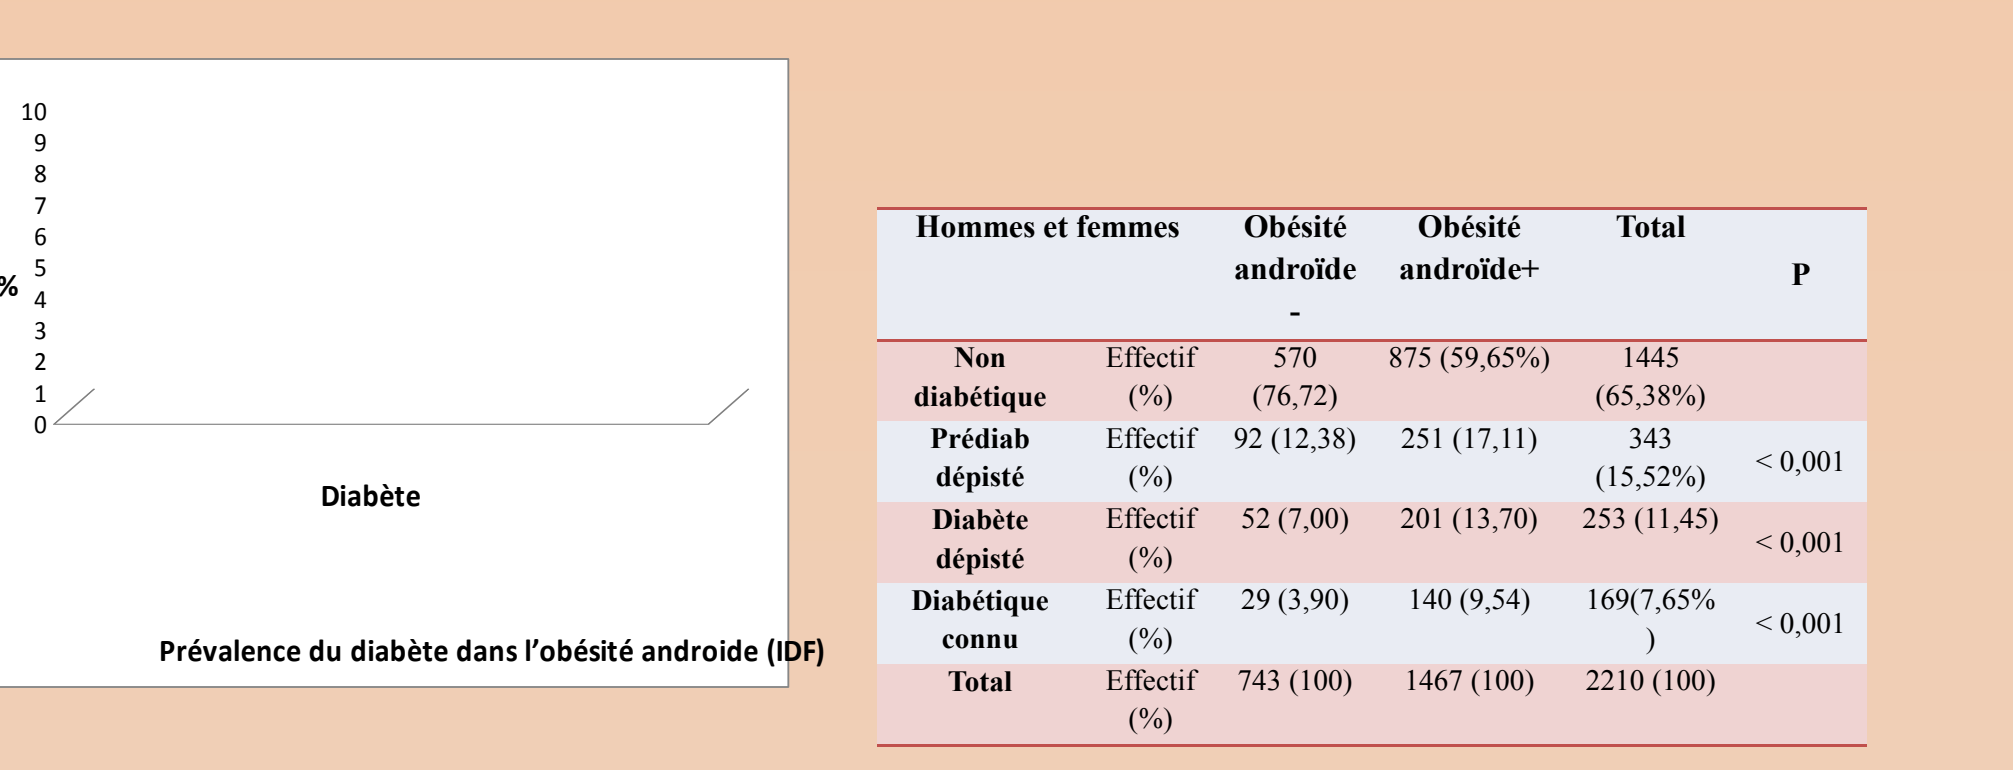 10
9
8
7
6
5
% 
4
3
2
1
0
Diabète
Prévalence du diabète dans l’obésité androide (IDF)
Hommes et femmes Obésité Obésité Total
androïde androïde+ P
-
Non Effectif 570 875 (59,65%) 1445
diabétique (%) (76,72) (65,38%)
Prédiab Effectif 92 (12,38) 251 (17,11) 343
< 0,001
dépisté (%) (15,52%)
Diabète Effectif 52 (7,00) 201 (13,70) 253 (11,45)
< 0,001
dépisté (%)
Diabétique Effectif 29 (3,90) 140 (9,54) 169(7,65%
< 0,001
connu (%) )
Total Effectif 743 (100) 1467 (100) 2210 (100)
(%)